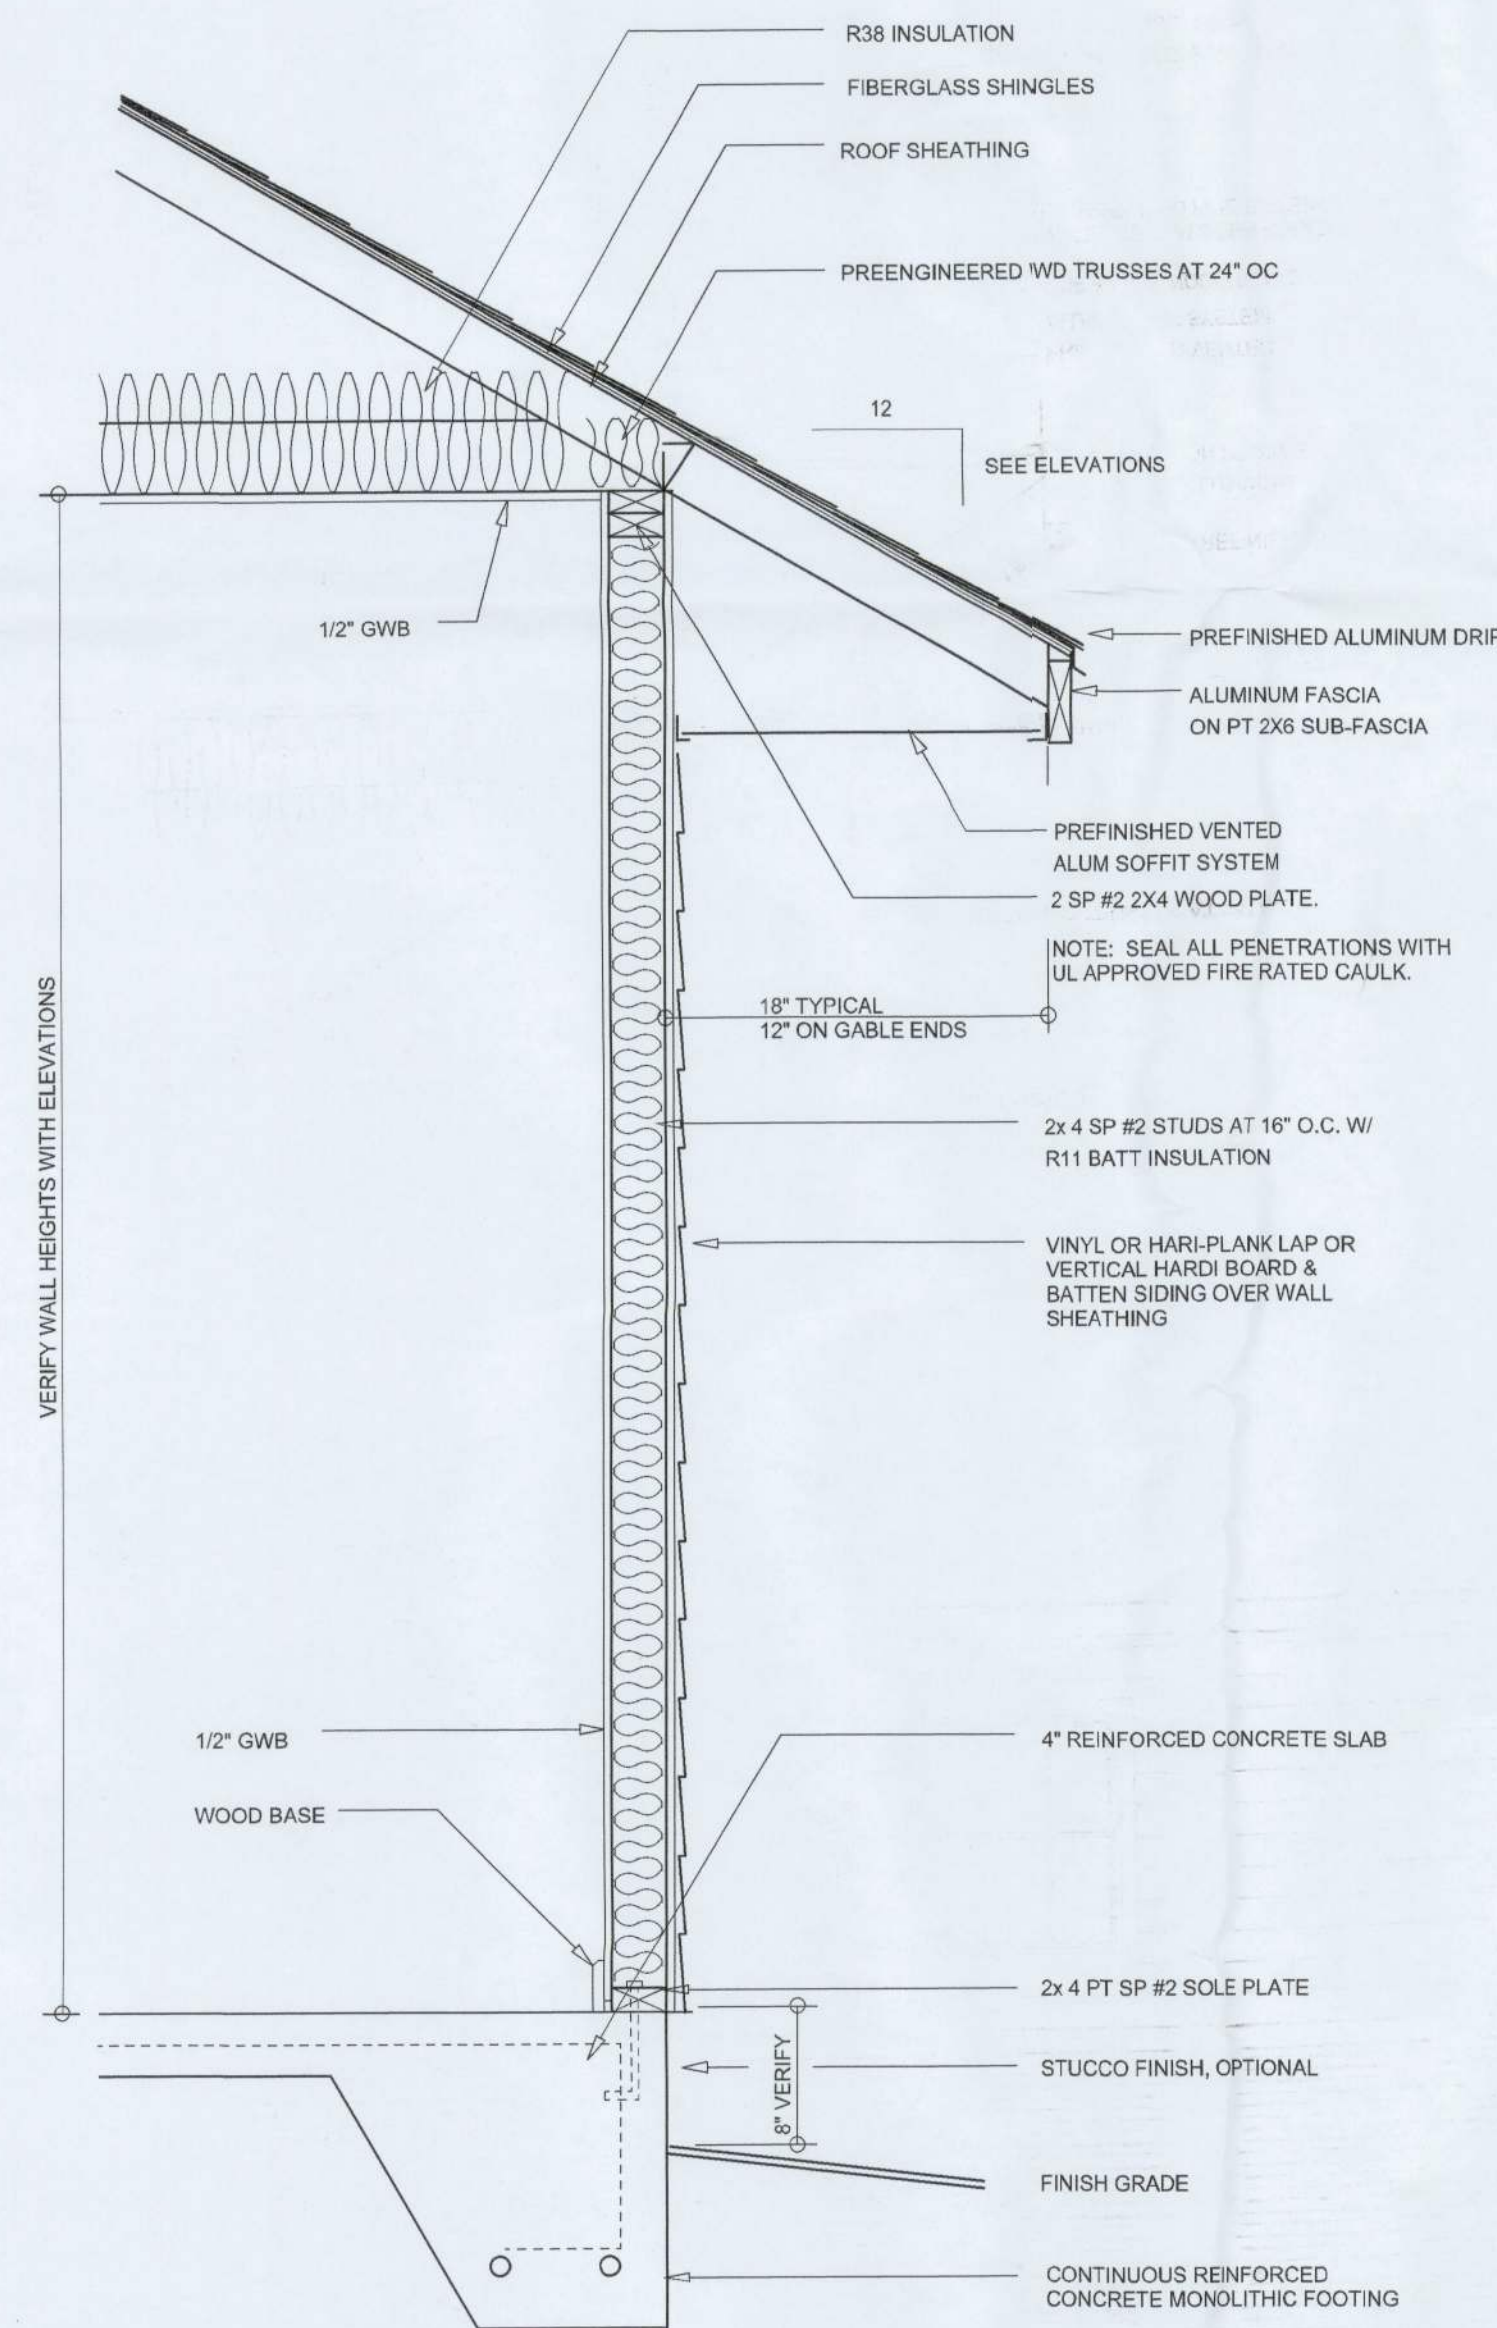 R38 INSULATION
FIBERGLASS SHINGLES
ROOF SHEATHING
PREENGINEERED WD TRUSSES AT 24" OC
12
SEE ELEVATIONS
1/2" GWB
PREFINISHED ALUMINUM DRIP
ALUMINUM FASCIA
ON PT 2X6 SUB-FASCIA
PREFINISHED VENTED
ALUM SOFFIT SYSTEM
2 SP #2 2X4 WOOD PLATE.
NOTE: SEAL ALL PENETRATIONS WITH
UL APPROVED FIRE RATED CAULK.
18" TYPICAL
12" ON GABLE ENDS
VERIFY WALL HEIGHTS WITH ELEVATIONS
2x 4 SP #2 STUDS AT 16" O.C. W/
R11 BATT INSULATION
VINYL OR HARI-PLANK LAP OR
VERTICAL HARDI BOARD &
BATTEN SIDING OVER WALL
SHEATHING
1/2" GWB
4" REINFORCED CONCRETE SLAB
WOOD BASE
2x 4 PT SP #2 SOLE PLATE
8" VERIFY
STUCCO FINISH, OPTIONAL
FINISH GRADE
CONTINUOUS REINFORCED
CONCRETE MONOLITHIC FOOTING